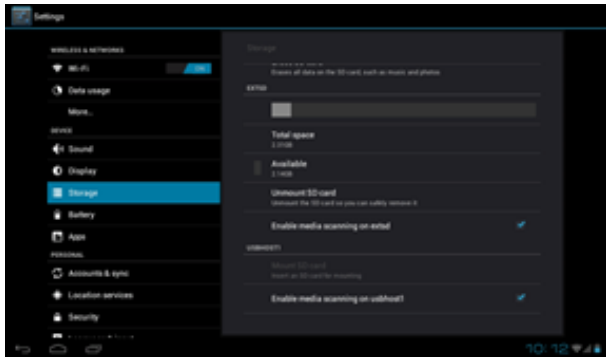 Settings
WIRELESS & NETWORKS
Wi-Fi
ON
Data usage
More...
DEVICE
Sound
Display
Storage
Battery
Apps
PERSONAL
Accounts & sync
Location services
Security
Storage
Erases all data on the SD card, such as music and photos
EXTSD
Total space
Available
Unmount SD card
Unmount the SD card so you can safely remove it
Enable media scanning on extsd
USBHOST1
Mount SD card
Insert an SD card for mounting
Enable media scanning on usbhost1
10:12